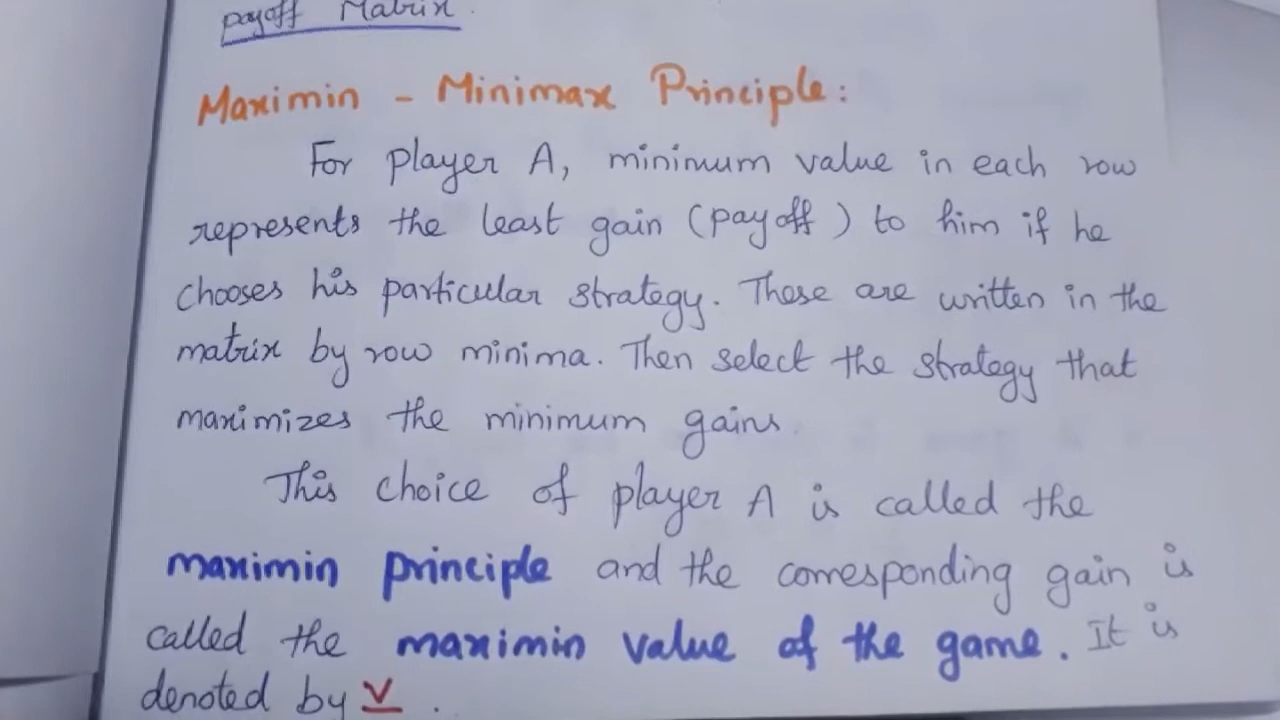 payoff Matrix
Maximin - Minimax Principle:
For player A, minimum value in each row
represents the least gain (payoff) to him if he
chooses his particular strategy. These are written in the
matrix by row minima. Then select the strategy that
maximizes the minimum gains.
This choice of player A is called the
maximin principle and the corresponding gain is
called the maximin value of the game. It is
denoted by V̲.